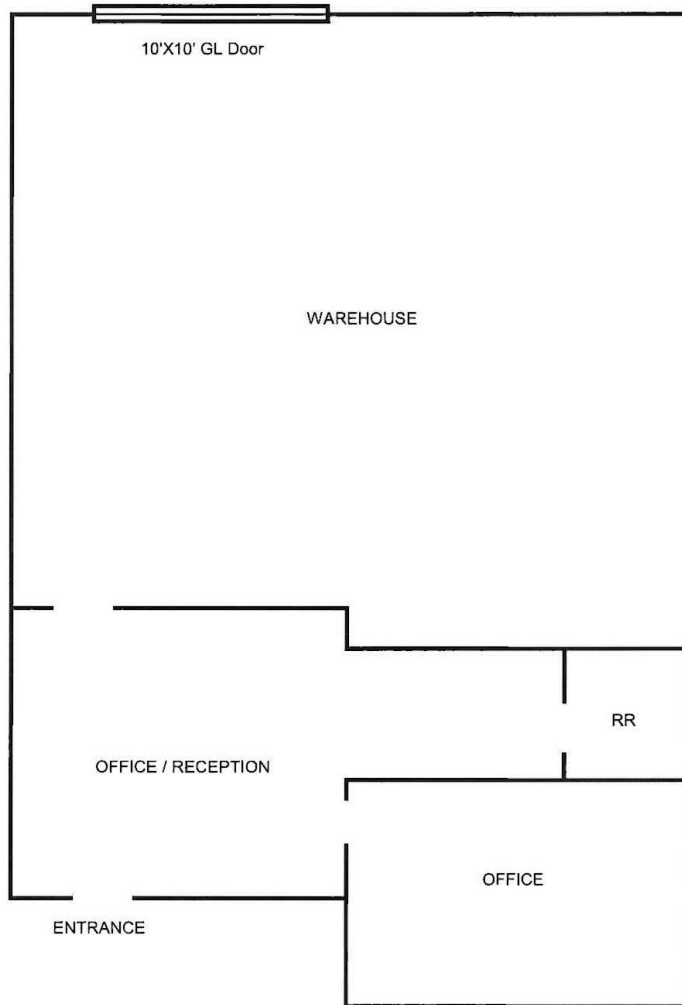 10'X10' GL Door
WAREHOUSE
RR
OFFICE / RECEPTION
OFFICE
ENTRANCE